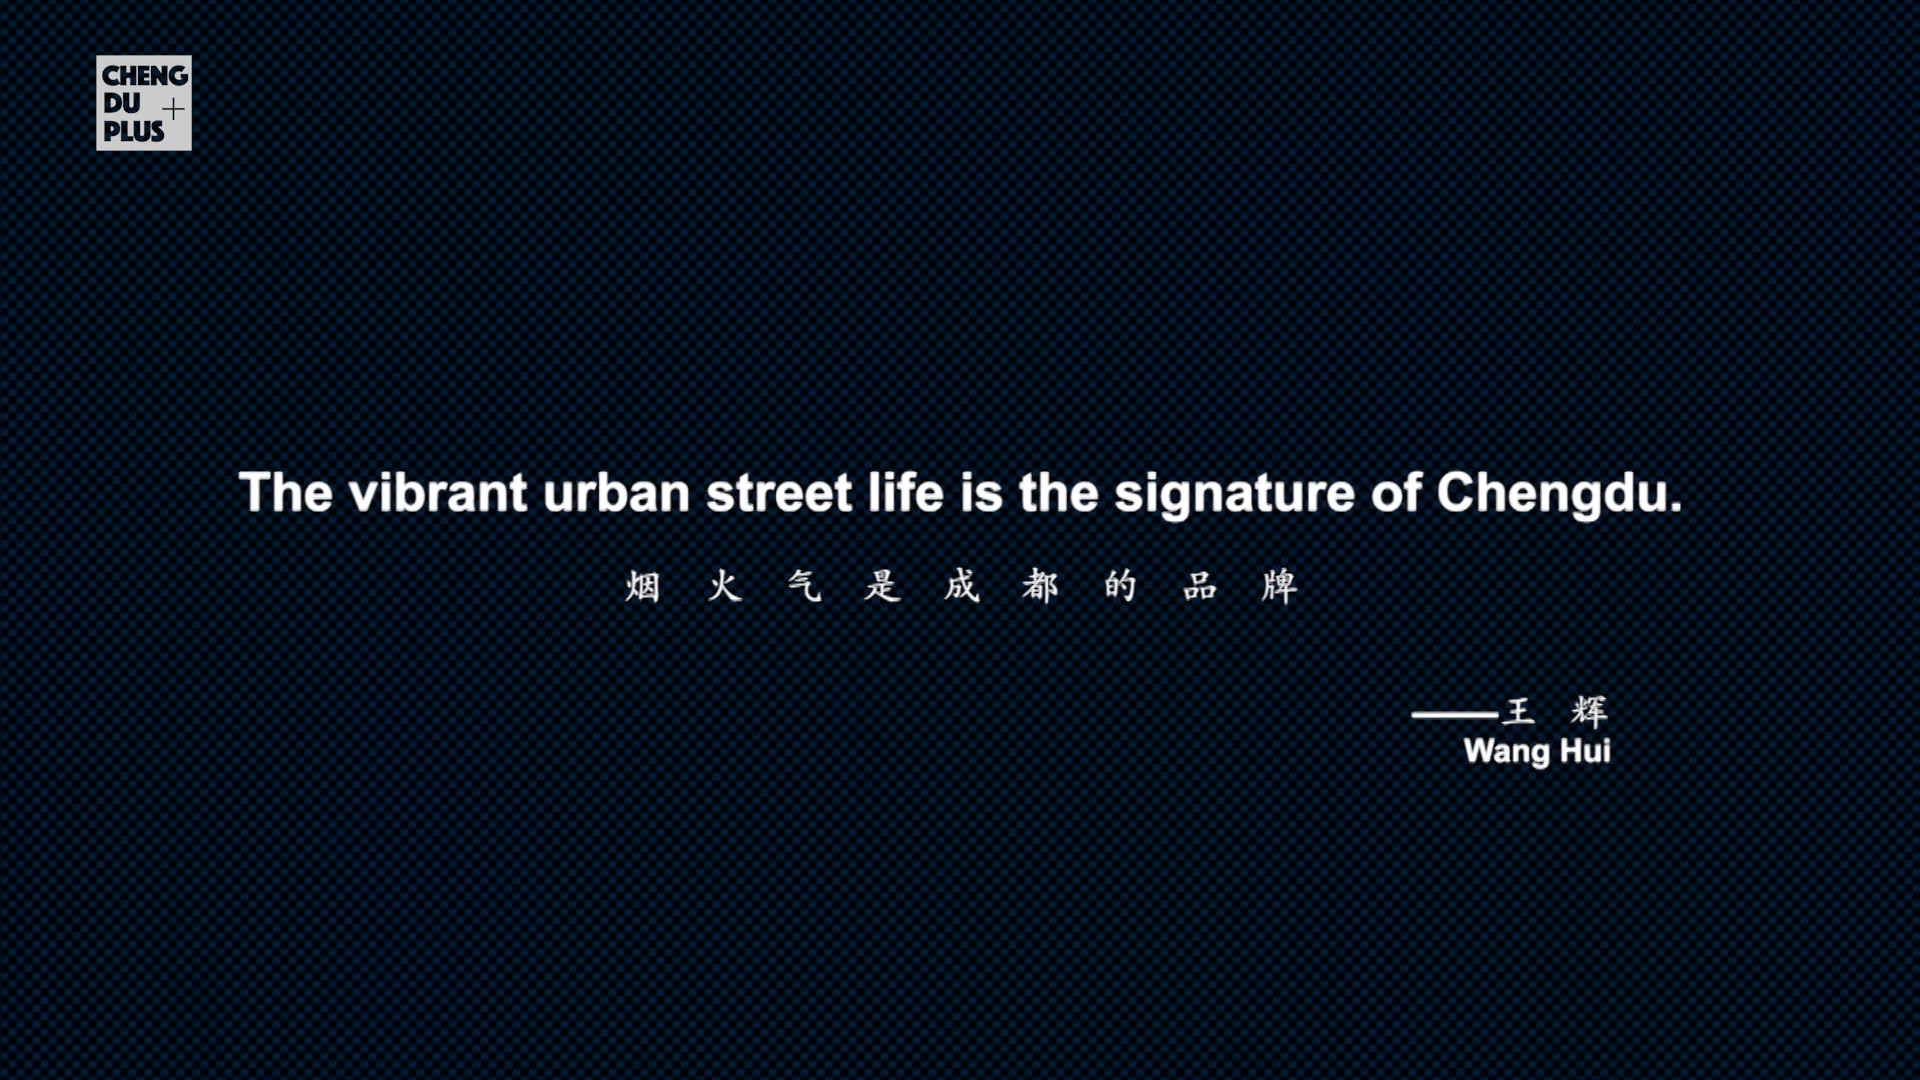 CHENG
DU +
PLUS
The vibrant urban street life is the signature of Chengdu.
烟火气是成都的品牌
——王辉
Wang Hui